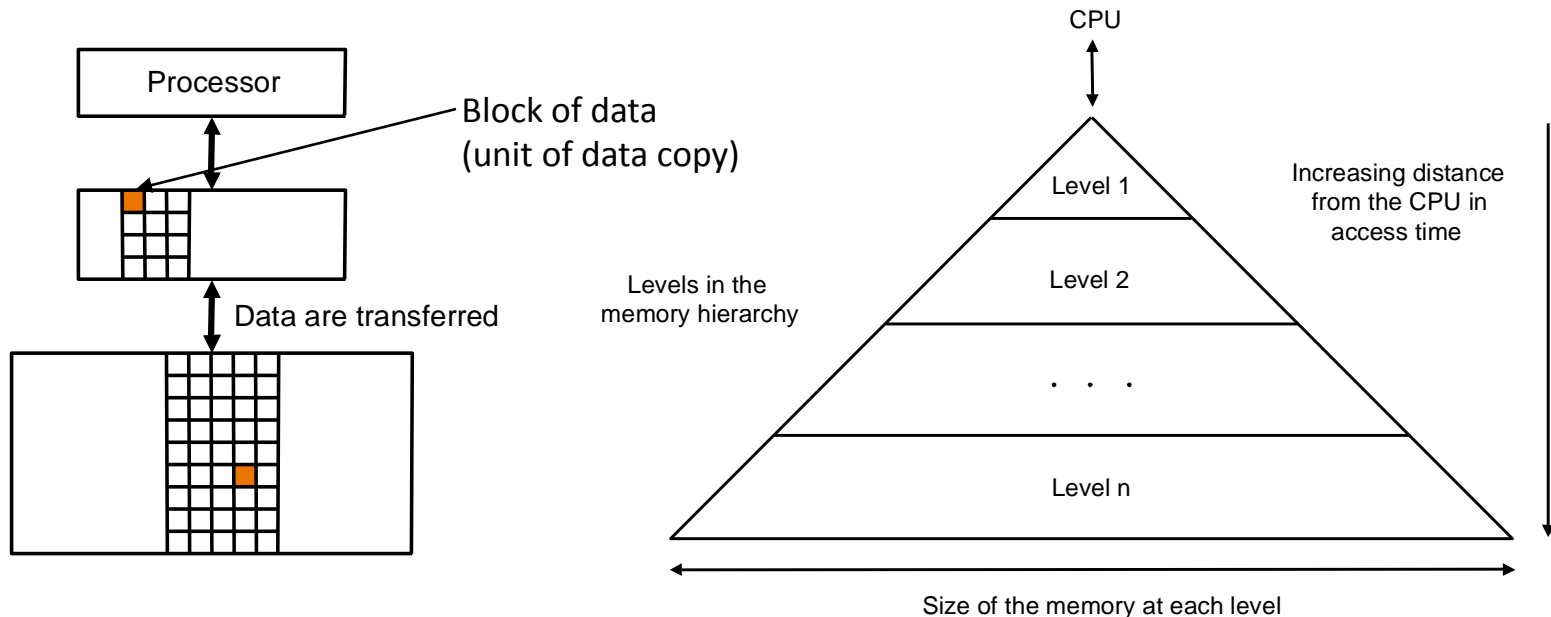 Processor
Block of data
(unit of data copy)
Data are transferred
CPU
Level 1
Increasing distance
from the CPU in
access time
Levels in the
memory hierarchy
Level 2
. . .
Level n
Size of the memory at each level